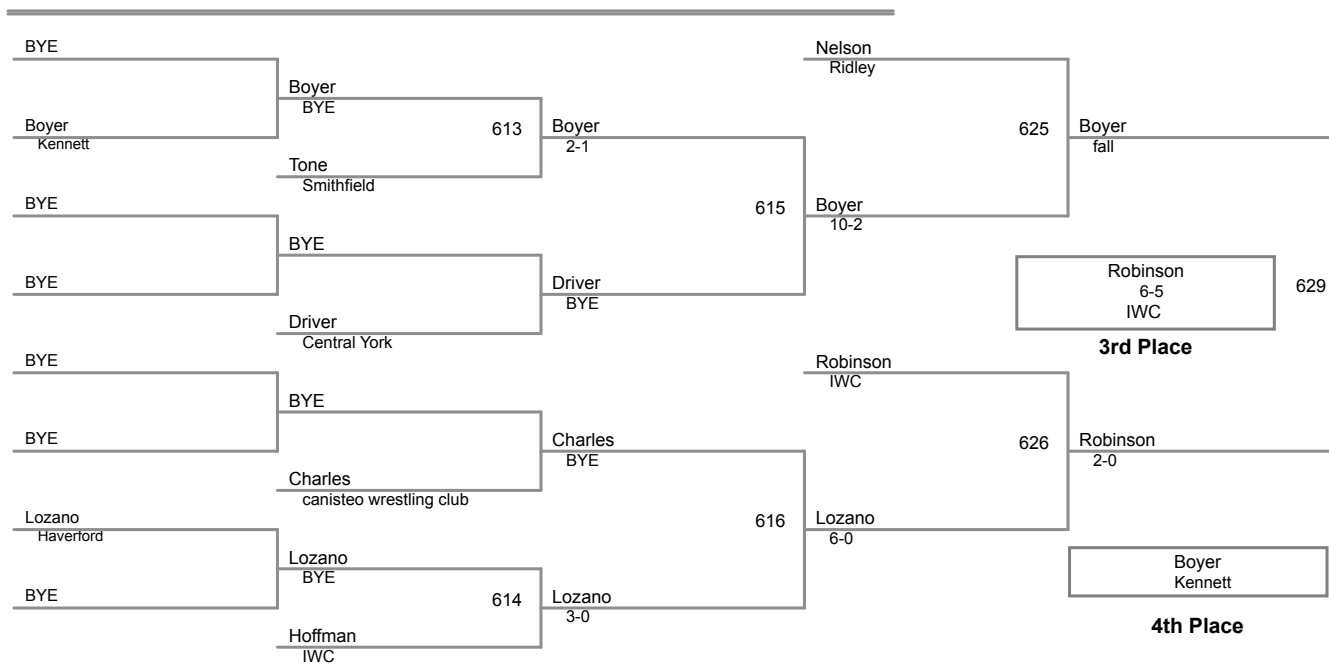 BYE
Nelson
Ridley
Boyer
BYE
Boyer
Kennett
613
Boyer
2-1
625
Boyer
fall
Tone
Smithfield
BYE
615
Boyer
10-2
BYE
BYE
Driver
BYE
Robinson
6-5
IWC
629
3rd Place
Driver
Central York
BYE
Robinson
IWC
BYE
BYE
Charles
BYE
626
Robinson
2-0
Charles
canisteo wrestling club
Lozano
Haverford
616
Lozano
6-0
Lozano
BYE
Boyer
Kennett
BYE
614
Lozano
3-0
4th Place
Hoffman
IWC